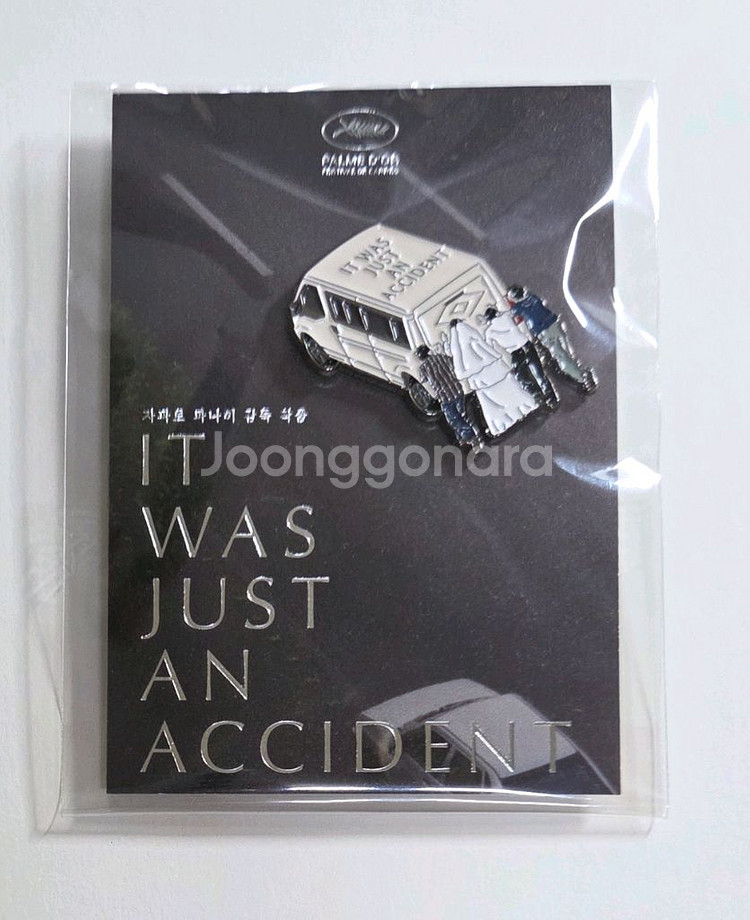 PALME D'OR
FESTIVAL DE CANNES
IT WAS
JUST
AN
ACCIDENT
자파르 파나히 감독 작품
IT
Joonggonara
WAS
JUST
AN
ACCIDENT